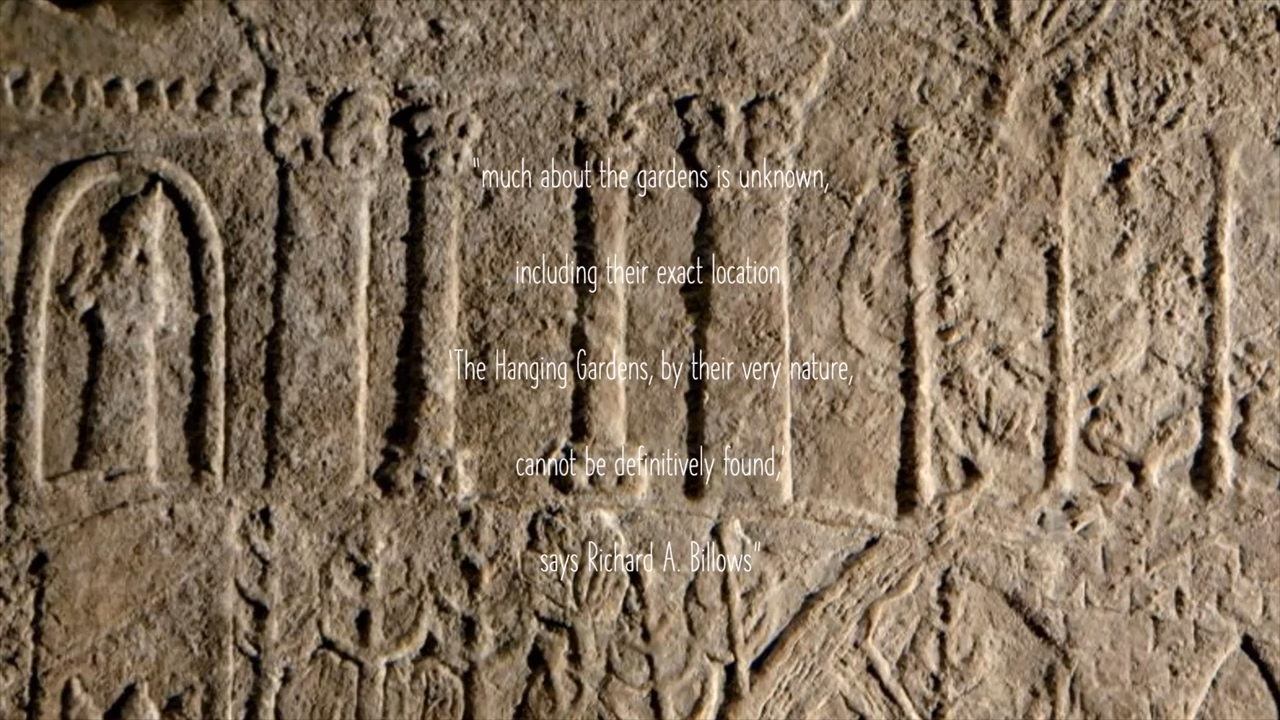 "much about the gardens is unknown,
including their exact location
'The Hanging Gardens, by their very nature,
cannot be definitively found,'
says Richard A. Billows"